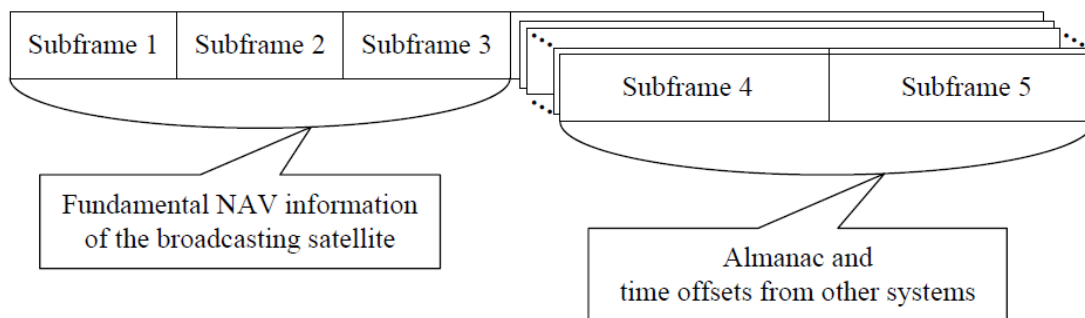 Subframe 1
Subframe 2
Subframe 3
Subframe 4
Subframe 5
Fundamental NAV information
of the broadcasting satellite
Almanac and
time offsets from other systems